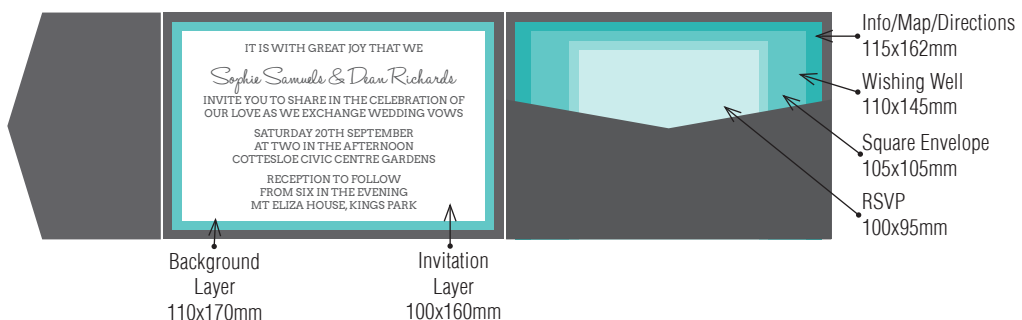 IT IS WITH GREAT JOY THAT WE
Sophie Samuels & Dean Richards
INVITE YOU TO SHARE IN THE CELEBRATION OF
OUR LOVE AS WE EXCHANGE WEDDING VOWS
SATURDAY 20TH SEPTEMBER
AT TWO IN THE AFTERNOON
COTTESLOE CIVIC CENTRE GARDENS
RECEPTION TO FOLLOW
FROM SIX IN THE EVENING
MT ELIZA HOUSE, KINGS PARK
Background
Layer
110x170mm
Invitation
Layer
100x160mm
Info/Map/Directions
115x162mm
Wishing Well
110x145mm
Square Envelope
105x105mm
RSVP
100x95mm